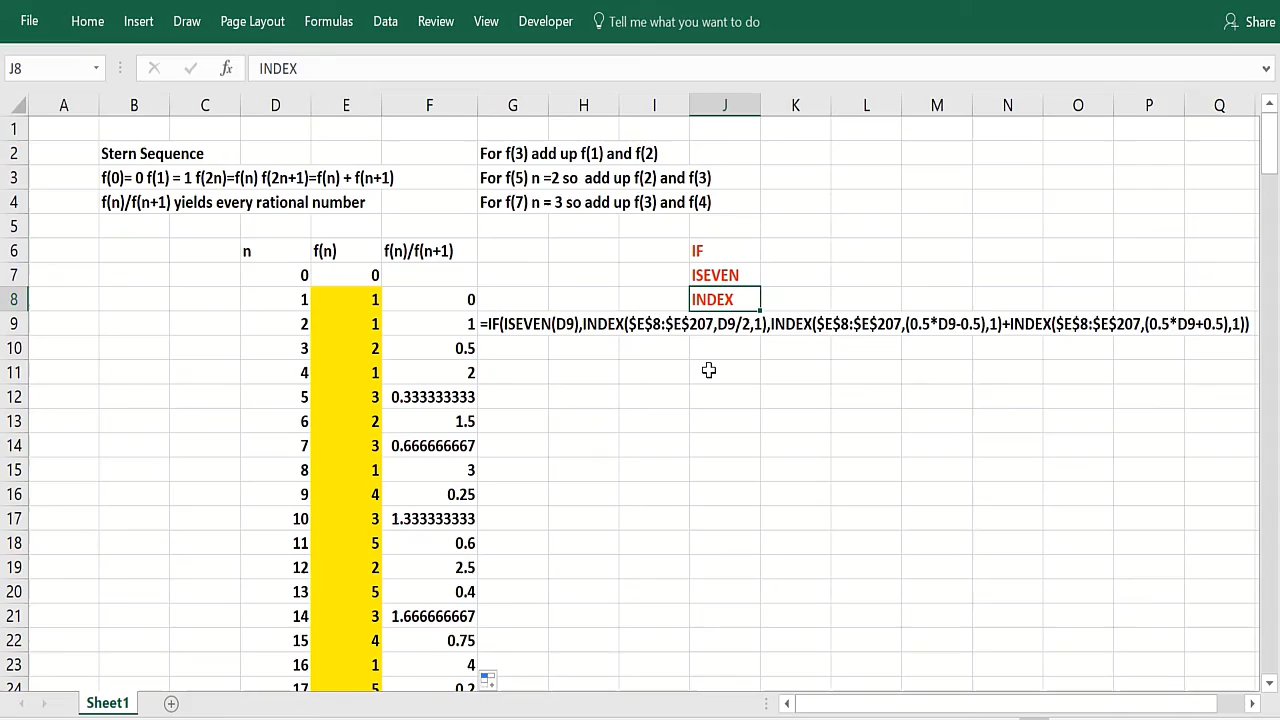 File Home Insert Draw Page Layout Formulas Data Review View Developer Tell me what you want to do Share
J8 fx INDEX
A B C D E F G H I J K L M N O P Q
1
2 Stern Sequence For f(3) add up f(1) and f(2)
3 f(0)= 0 f(1) = 1 f(2n)=f(n) f(2n+1)=f(n) + f(n+1) For f(5) n =2 so add up f(2) and f(3)
4 f(n)/f(n+1) yields every rational number For f(7) n = 3 so add up f(3) and f(4)
5
6 n f(n) f(n)/f(n+1) IF
7 0 0 ISEVEN
8 1 1 0 INDEX
9 2 1 1 =IF(ISEVEN(D9),INDEX($E$8:$E$207,D9/2,1),INDEX($E$8:$E$207,(0.5*D9-0.5),1)+INDEX($E$8:$E$207,(0.5*D9+0.5),1))
10 3 2 0.5
11 4 1 2
12 5 3 0.333333333
13 6 2 1.5
14 7 3 0.666666667
15 8 1 3
16 9 4 0.25
17 10 3 1.333333333
18 11 5 0.6
19 12 2 2.5
20 13 5 0.4
21 14 3 1.666666667
22 15 4 0.75
23 16 1 4
24 17 5 0.2
Sheet1